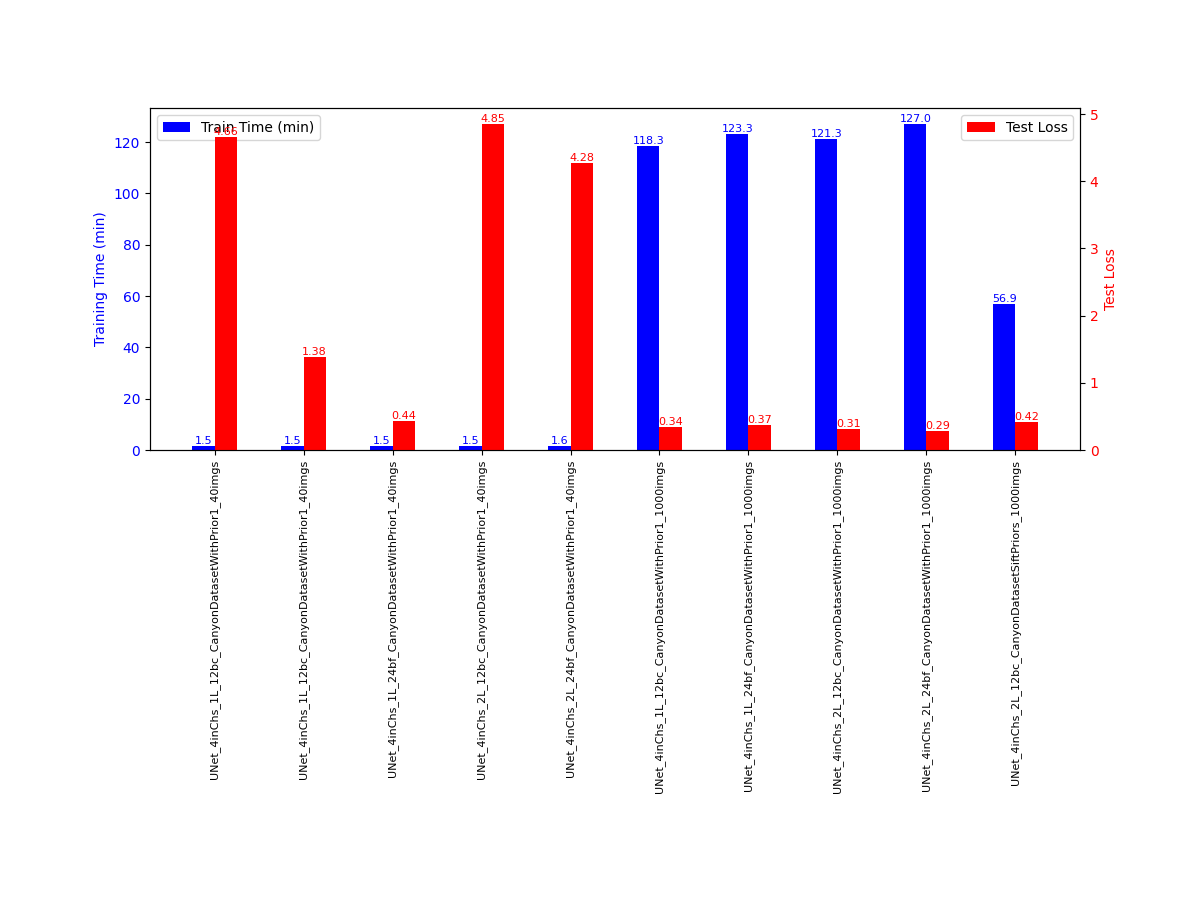 Train Time (min)
Test Loss
Training Time (min)
0
20
40
60
80
100
120
Test Loss
0
1
2
3
4
5
1.5
1.5
1.5
1.5
1.6
118.3
123.3
121.3
127.0
56.9
4.66
1.38
0.44
4.85
4.28
0.34
0.37
0.31
0.29
0.42
UNet_4inChs_1L_12bc_CanyonDatasetWithPrior1_40imgs
UNet_4inChs_1L_12bc_CanyonDatasetWithPrior1_40imgs
UNet_4inChs_1L_24bf_CanyonDatasetWithPrior1_40imgs
UNet_4inChs_2L_12bc_CanyonDatasetWithPrior1_40imgs
UNet_4inChs_2L_24bf_CanyonDatasetWithPrior1_40imgs
UNet_4inChs_1L_12bc_CanyonDatasetWithPrior1_1000imgs
UNet_4inChs_1L_24bf_CanyonDatasetWithPrior1_1000imgs
UNet_4inChs_2L_12bc_CanyonDatasetWithPrior1_1000imgs
UNet_4inChs_2L_24bf_CanyonDatasetWithPrior1_1000imgs
UNet_4inChs_2L_12bc_CanyonDatasetSiftPriors_1000imgs